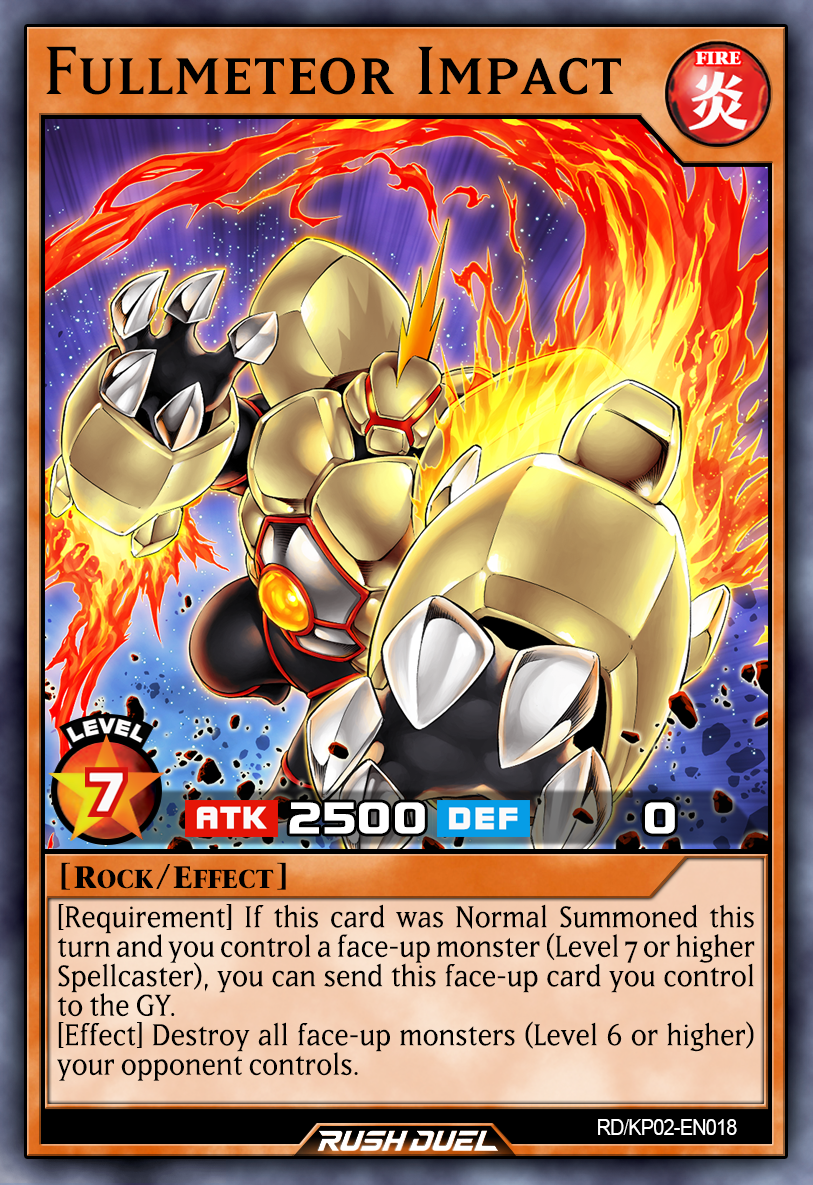 Fullmeteor Impact
FIRE
炎
LEVEL
7
ATK 2500 DEF 0
[Rock/Effect]
[Requirement] If this card was Normal Summoned this
turn and you control a face-up monster (Level 7 or higher
Spellcaster), you can send this face-up card you control
to the GY.
[Effect] Destroy all face-up monsters (Level 6 or higher)
your opponent controls.
RD/KP02-EN018
RUSH DUEL